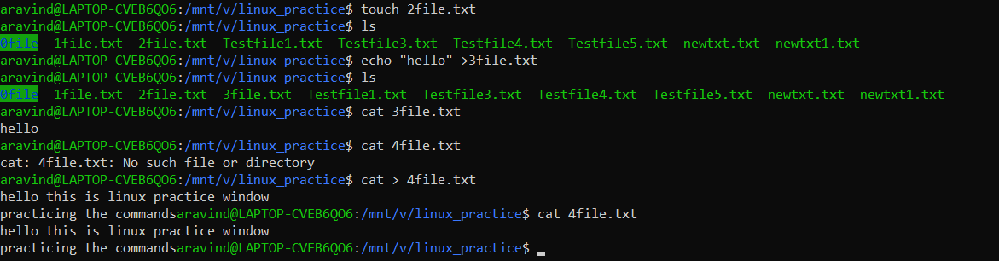 aravind@LAPTOP-CVEB6QO6:/mnt/v/linux_practice$ touch 2file.txt
aravind@LAPTOP-CVEB6QO6:/mnt/v/linux_practice$ ls
0file  1file.txt  2file.txt  Testfile1.txt  Testfile3.txt  Testfile4.txt  Testfile5.txt  newtxt.txt  newtxt1.txt
aravind@LAPTOP-CVEB6QO6:/mnt/v/linux_practice$ echo "hello" >3file.txt
aravind@LAPTOP-CVEB6QO6:/mnt/v/linux_practice$ ls
0file  1file.txt  2file.txt  3file.txt  Testfile1.txt  Testfile3.txt  Testfile4.txt  Testfile5.txt  newtxt.txt  newtxt1.txt
aravind@LAPTOP-CVEB6QO6:/mnt/v/linux_practice$ cat 3file.txt
hello
aravind@LAPTOP-CVEB6QO6:/mnt/v/linux_practice$ cat 4file.txt
cat: 4file.txt: No such file or directory
aravind@LAPTOP-CVEB6QO6:/mnt/v/linux_practice$ cat > 4file.txt
hello this is linux practice window
practicing the commandsaravind@LAPTOP-CVEB6QO6:/mnt/v/linux_practice$ cat 4file.txt
hello this is linux practice window
practicing the commandsaravind@LAPTOP-CVEB6QO6:/mnt/v/linux_practice$